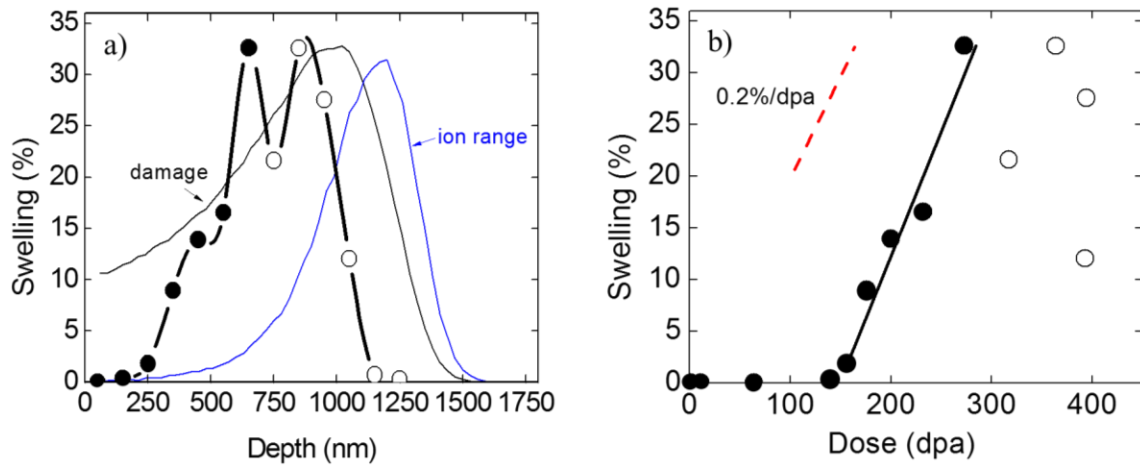 a)
35
30
25
20
15
10
5
0
Swelling (%)
damage
ion range
0 250 500 750 1000 1250 1500 1750
Depth (nm)
b)
35
30
25
20
15
10
5
0
Swelling (%)
0.2%/dpa
0 100 200 300 400
Dose (dpa)